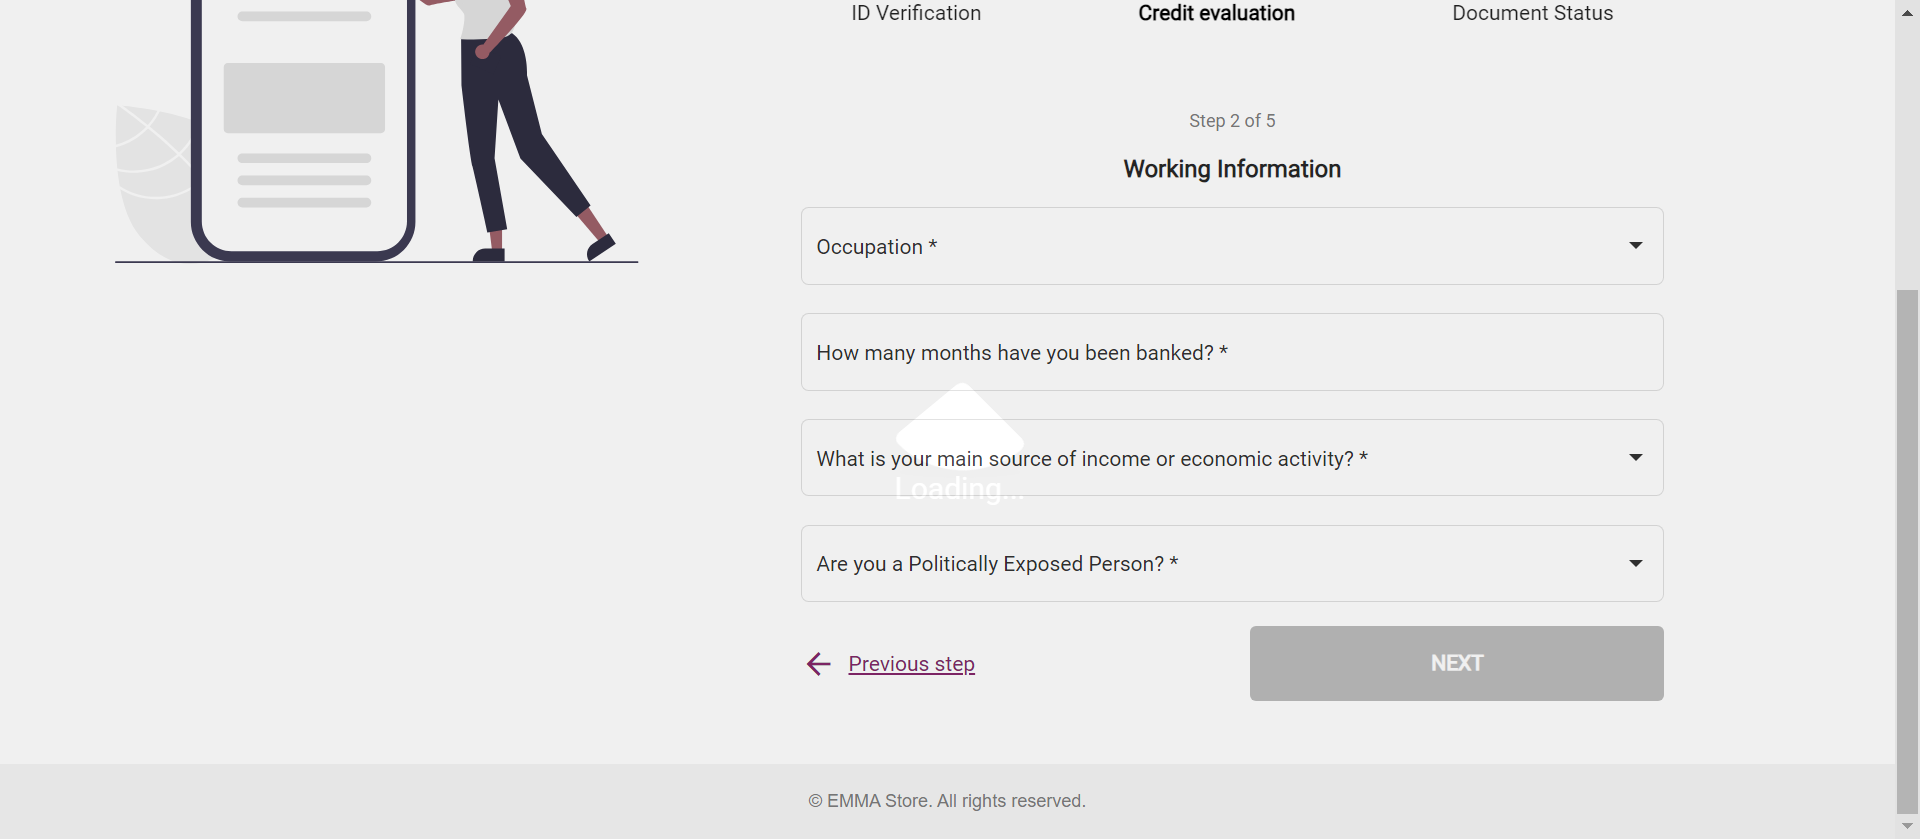 ID Verification
Credit evaluation
Document Status
Step 2 of 5
Working Information
Occupation *
How many months have you been banked? *
What is your main source of income or economic activity? *
Loading...
Are you a Politically Exposed Person? *
Previous step
NEXT
© EMMA Store. All rights reserved.